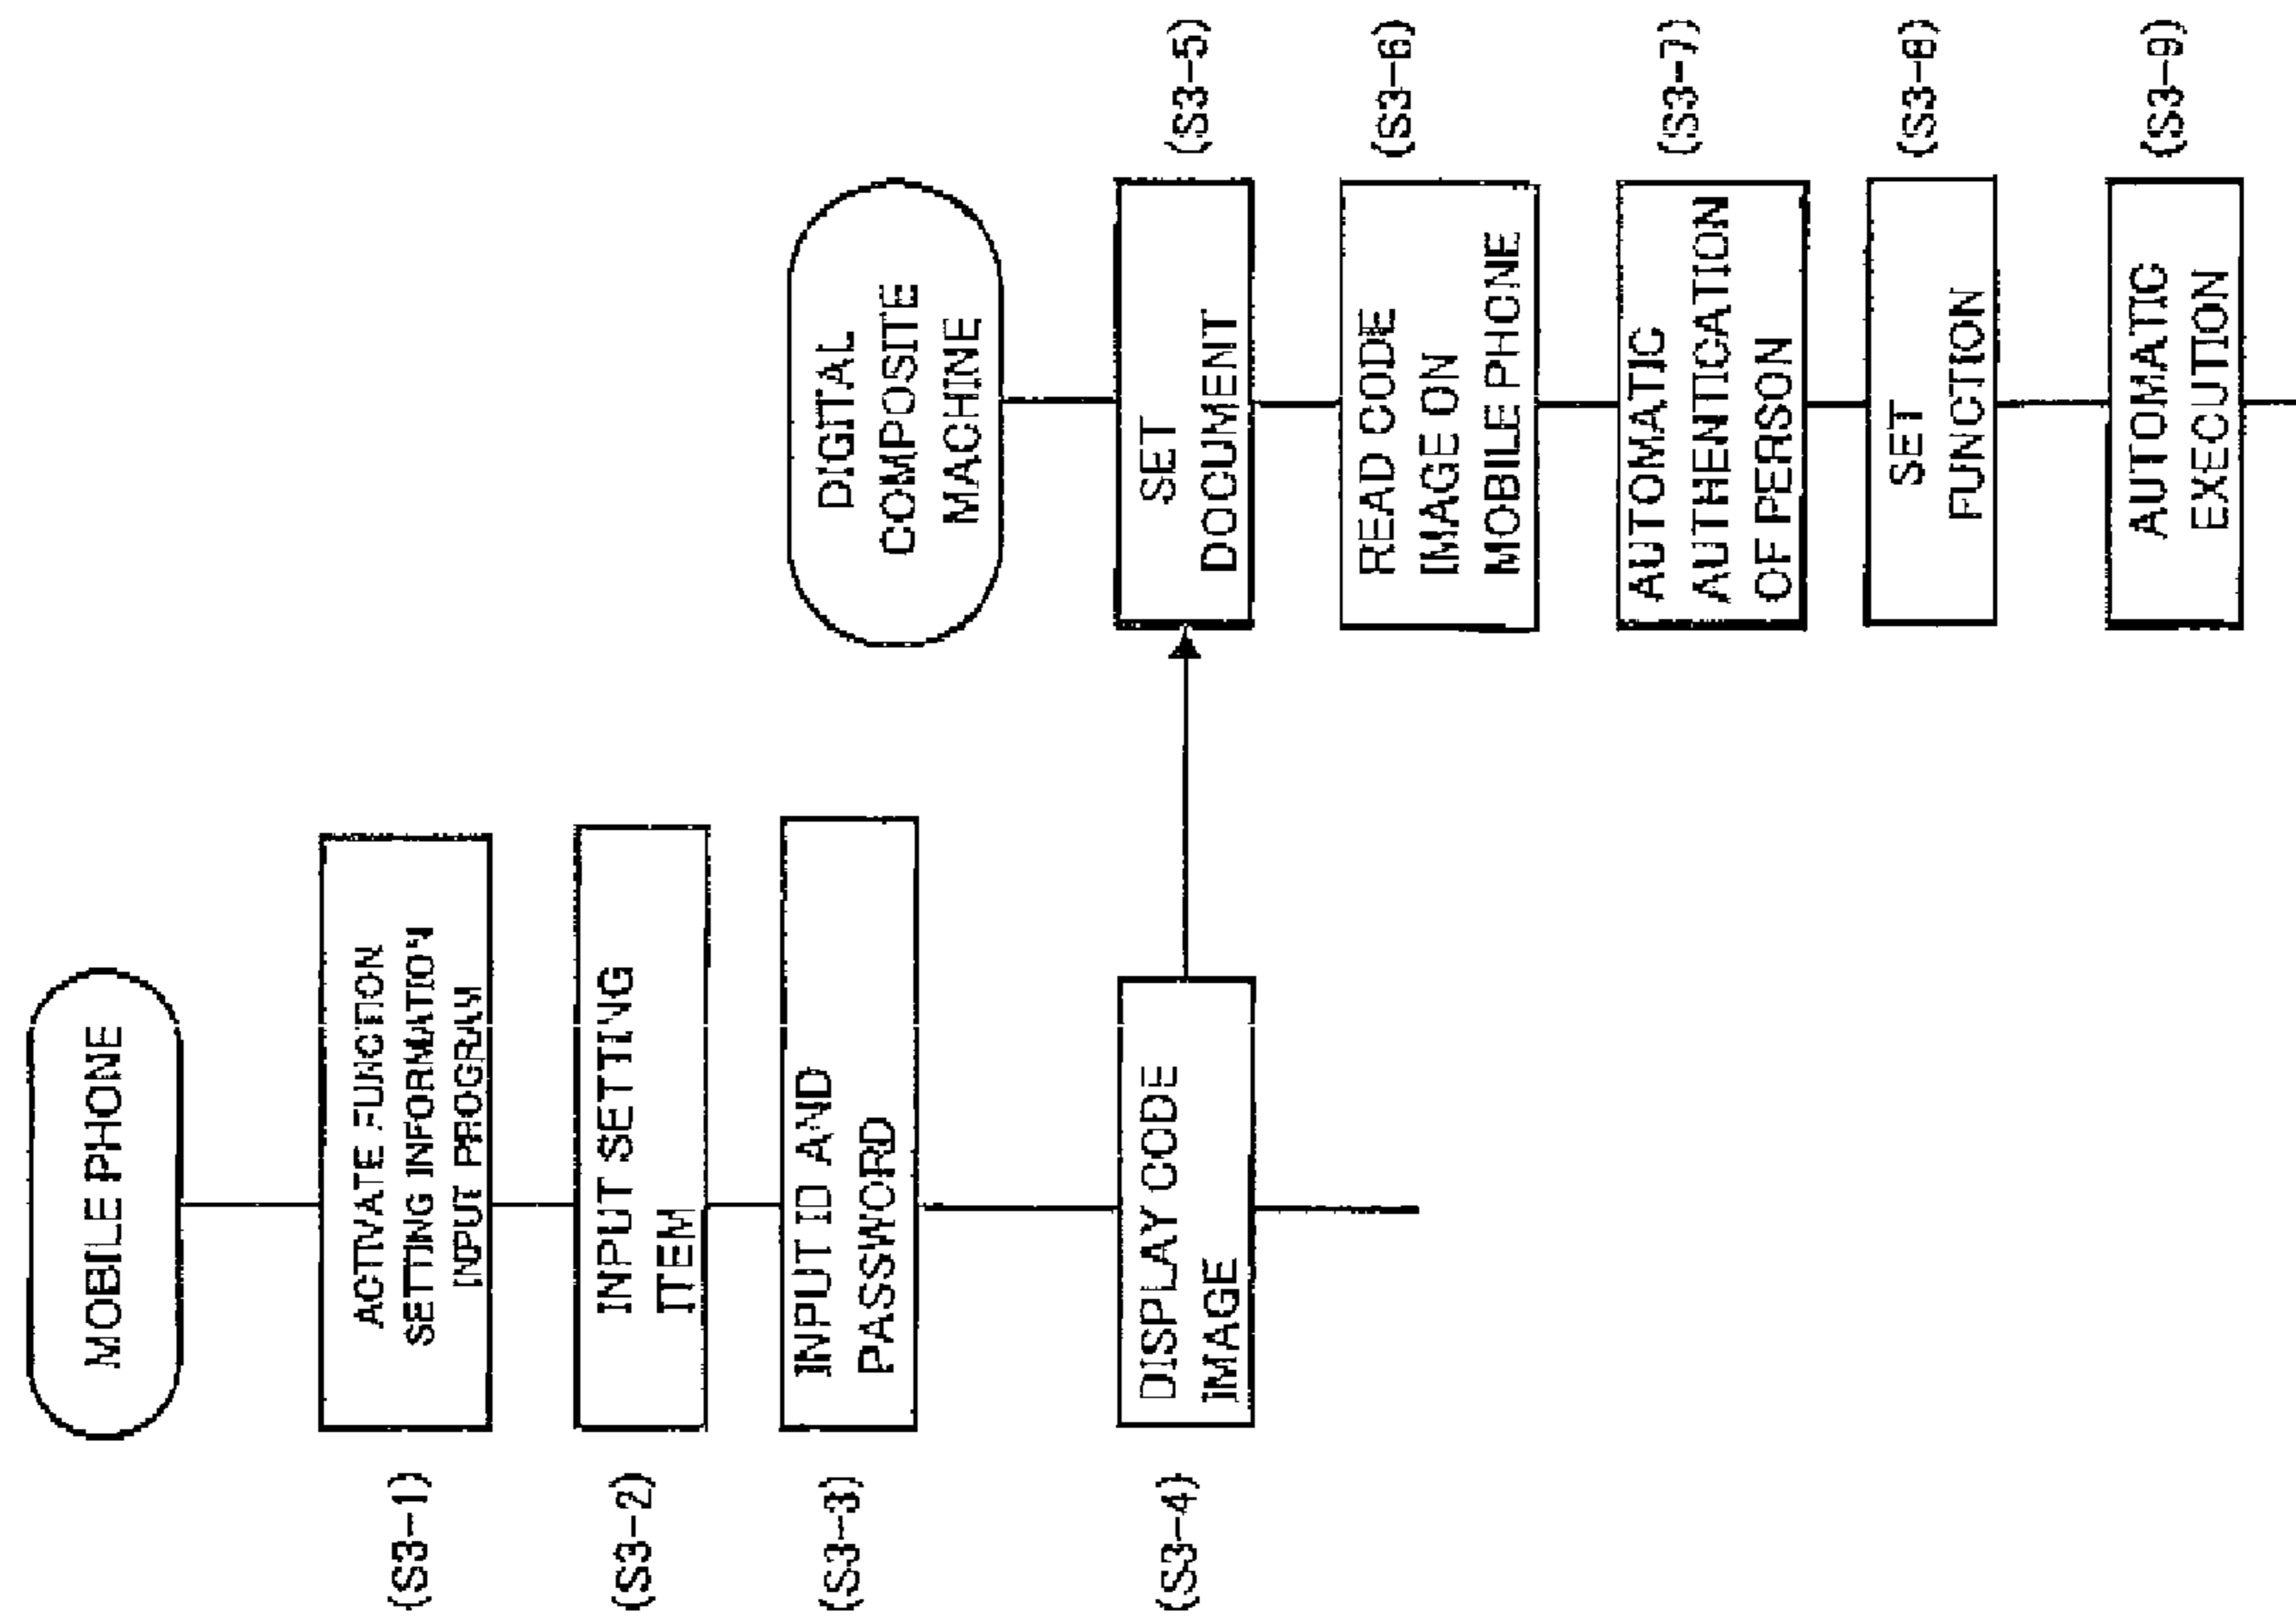 MOBILE PHONE
(S3-1)
ACTIVATE FUNCTION
SETTING INFORMATION
INPUT PROGRAM
(S3-2)
INPUT SETTING
ITEM
(S3-3)
INPUT ID AND
PASSWORD
(S3-4)
DISPLAY CODE
IMAGE
DIGITAL
COMPOSITE
MACHINE
SET
DOCUMENT
(S3-5)
READ CODE
IMAGE ON
MOBILE PHONE
(S3-6)
AUTOMATIC
AUTHENTICATION
OF PERSON
(S3-7)
SET
FUNCTION
(S3-8)
AUTOMATIC
EXECUTION
(S3-9)